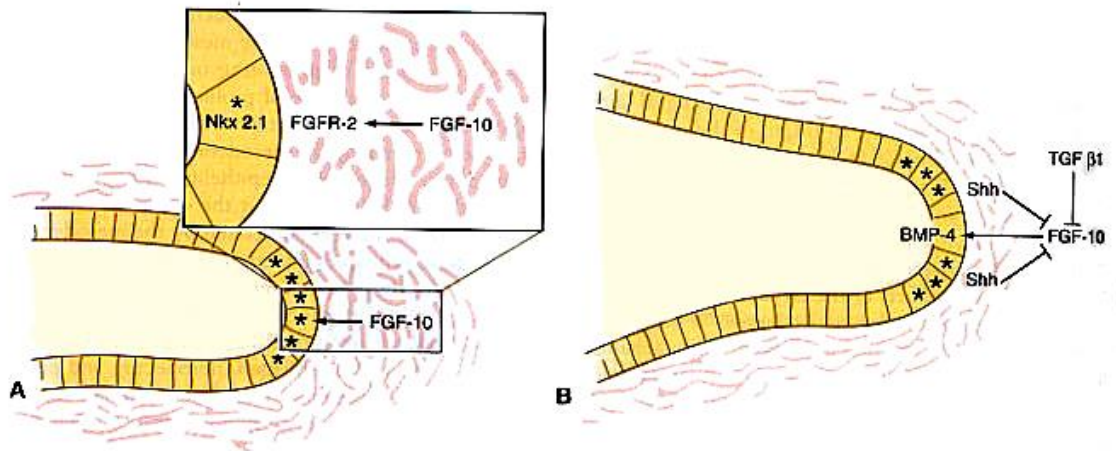 *
Nkx 2.1 FGFR-2 FGF-10
* * * * * *
FGF-10
A
* * *
TGF β1
Shh
BMP-4 FGF-10
Shh
* * *
B